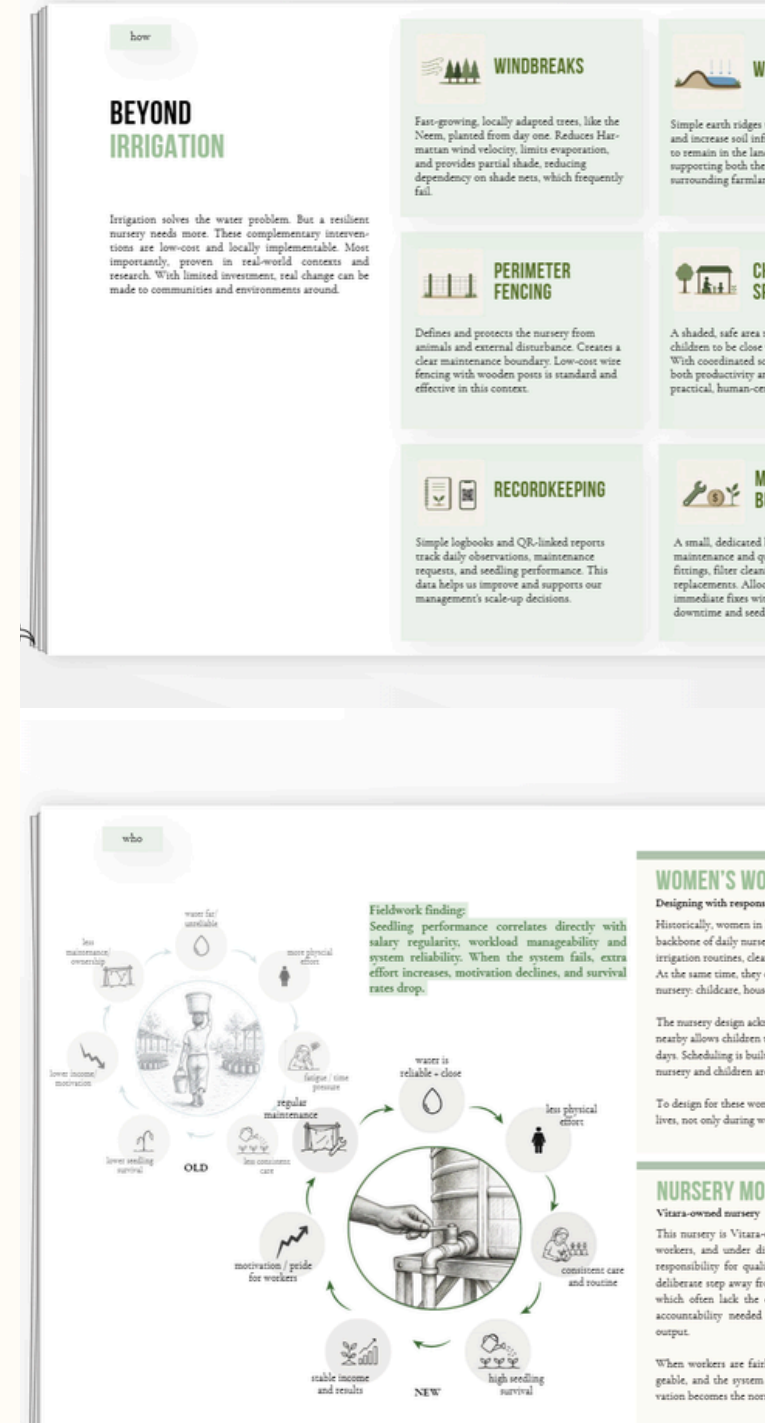 how
BEYOND
IRRIGATION
Irrigation solves the water problem. But a resilient
nursery needs more. These complementary interven-
tions are low-cost and locally implementable. Most
importantly, proven in real-world contexts and
research. With limited investment, real change can be
made to communities and environments around.
WINDBREAKS
Fast-growing, locally adapted trees, like the
Neem, planted from day one. Reduces Har-
mattan wind velocity, limits evaporation,
and provides partial shade, reducing
dependency on shade nets, which frequently
fail.
W
Simple earth ridges
and increase soil inf
to remain in the lan
supporting both the
surrounding farmlan
PERIMETER
FENCING
Defines and protects the nursery from
animals and external disturbance. Creates a
clear maintenance boundary. Low-cost wire
fencing with wooden posts is standard and
effective in this context.
CH
SP
A shaded, safe area
children to be close
With coordinated sc
both productivity an
practical, human-cen
RECORDKEEPING
Simple logbooks and QR-linked reports
track daily observations, maintenance
requests, and seedling performance. This
data helps us improve and supports our
management's scale-up decisions.
M
BU
A small, dedicated
maintenance and qu
fittings, filter clean
replacements. Alloc
immediate fixes wit
downtime and seed
who
Fieldwork finding:
Seedling performance correlates directly with
salary regularity, workload manageability and
system reliability. When the system fails, extra
effort increases, motivation declines, and survival
rates drop.
water far/
unreliable
less
maintenance/
ownership
more physcial
effort
lower income/
motivation
fatigue / time
pressure
lower seedling
survival
less consistent
care
OLD
water is
reliable + close
regular
maintenance
less physical
effort
motivation / pride
for workers
consistent care
and routine
stable income
and results
high seedling
survival
NEW
WOMEN'S WO
Designing with respons
Historically, women in
backbone of daily nurse
irrigation routines, clea
At the same time, they
nursery: childcare, hous
The nursery design ackn
nearby allows children
days. Scheduling is buil
nursery and children ar
To design for these wom
lives, not only during w
NURSERY MO
Vitara-owned nursery
This nursery is Vitara-
workers, and under di
responsibility for quali
deliberate step away fr
which often lack the
accountability needed
output.
When workers are fairl
geable, and the system
vation becomes the nor